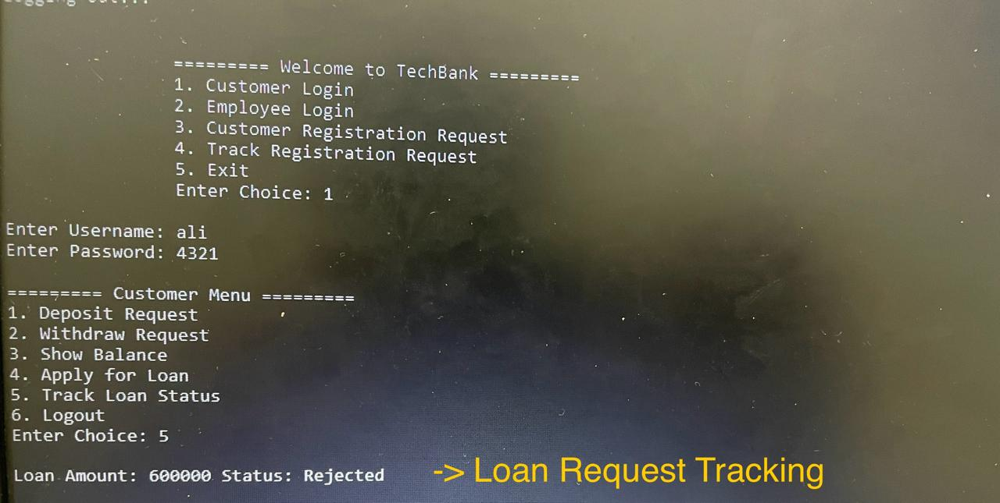 Logging out...
========= Welcome to TechBank =========
1. Customer Login
2. Employee Login
3. Customer Registration Request
4. Track Registration Request
5. Exit
Enter Choice: 1
Enter Username: ali
Enter Password: 4321
========= Customer Menu =========
1. Deposit Request
2. Withdraw Request
3. Show Balance
4. Apply for Loan
5. Track Loan Status
6. Logout
Enter Choice: 5
Loan Amount: 600000 Status: Rejected -> Loan Request Tracking